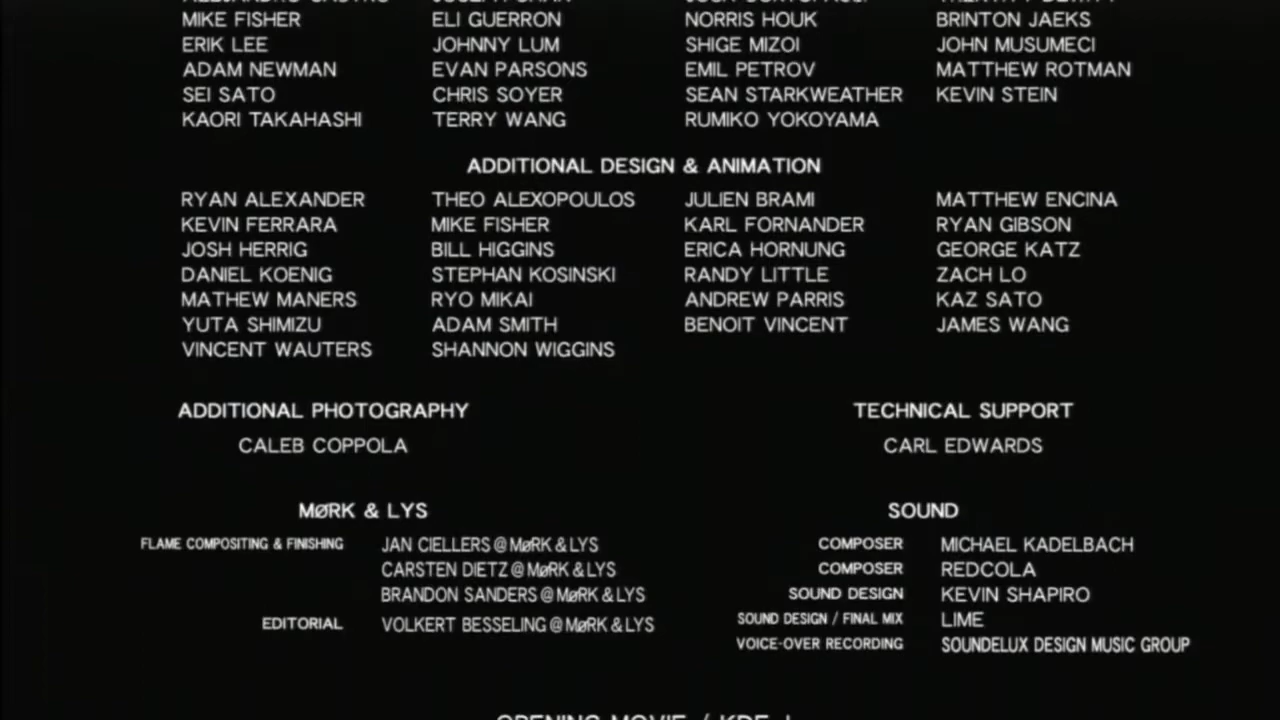 MIKE FISHER ELI GUERRON NORRIS HOUK BRINTON JAEKS
ERIK LEE JOHNNY LUM SHIGE MIZOI JOHN MUSUMECI
ADAM NEWMAN EVAN PARSONS EMIL PETROV MATTHEW ROTMAN
SEI SATO CHRIS SOYER SEAN STARKWEATHER KEVIN STEIN
KAORI TAKAHASHI TERRY WANG RUMIKO YOKOYAMA
ADDITIONAL DESIGN & ANIMATION
RYAN ALEXANDER THEO ALEXOPOULOS JULIEN BRAMI MATTHEW ENCINA
KEVIN FERRARA MIKE FISHER KARL FORNANDER RYAN GIBSON
JOSH HERRIG BILL HIGGINS ERICA HORNUNG GEORGE KATZ
DANIEL KOENIG STEPHAN KOSINSKI RANDY LITTLE ZACH LO
MATHEW MANERS RYO MIKAI ANDREW PARRIS KAZ SATO
YUTA SHIMIZU ADAM SMITH BENOIT VINCENT JAMES WANG
VINCENT WAUTERS SHANNON WIGGINS
ADDITIONAL PHOTOGRAPHY
CALEB COPPOLA
TECHNICAL SUPPORT
CARL EDWARDS
MØRK & LYS
FLAME COMPOSITING & FINISHING JAN CIELLERS@MøRK & LYS
CARSTEN DIETZ@MøRK & LYS
BRANDON SANDERS@MøRK & LYS
EDITORIAL VOLKERT BESSELING@MøRK & LYS
SOUND
COMPOSER MICHAEL KADELBACH
COMPOSER REDCOLA
SOUND DESIGN KEVIN SHAPIRO
SOUND DESIGN / FINAL MIX LIME
VOICE-OVER RECORDING SOUNDELUX DESIGN MUSIC GROUP
OPENING MOVIE /